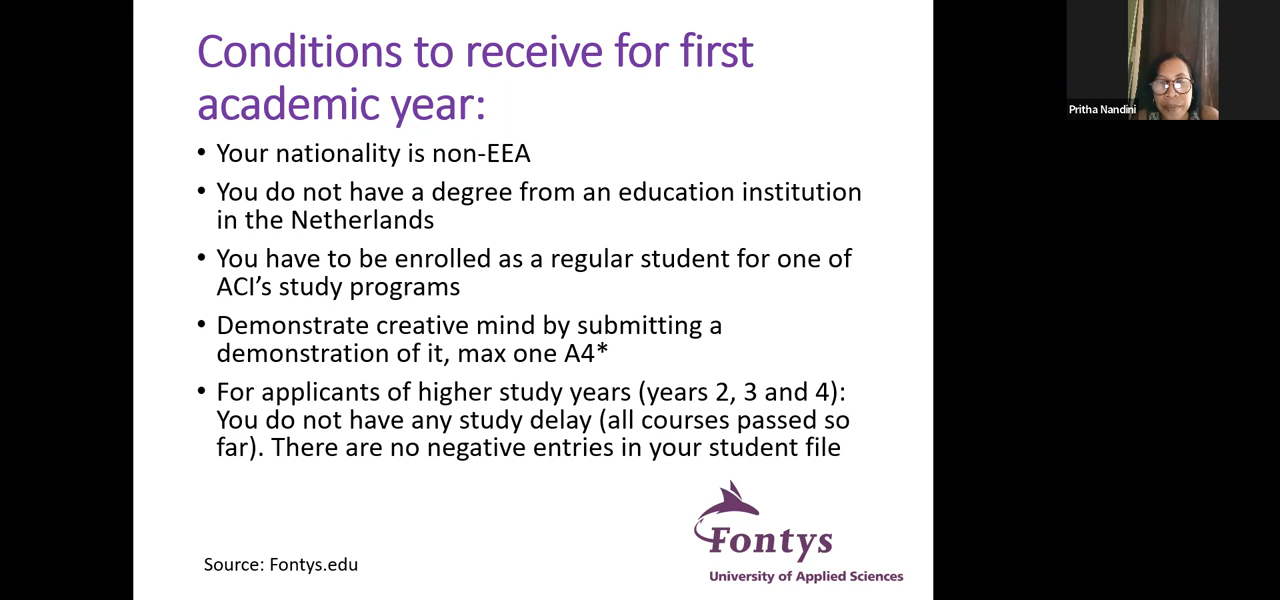 Conditions to receive for first
academic year:
• Your nationality is non-EEA
• You do not have a degree from an education institution
in the Netherlands
• You have to be enrolled as a regular student for one of
ACI’s study programs
• Demonstrate creative mind by submitting a
demonstration of it, max one A4*
• For applicants of higher study years (years 2, 3 and 4):
You do not have any study delay (all courses passed so
far). There are no negative entries in your student file
Source: Fontys.edu
Fontys
University of Applied Sciences
Pritha Nandini